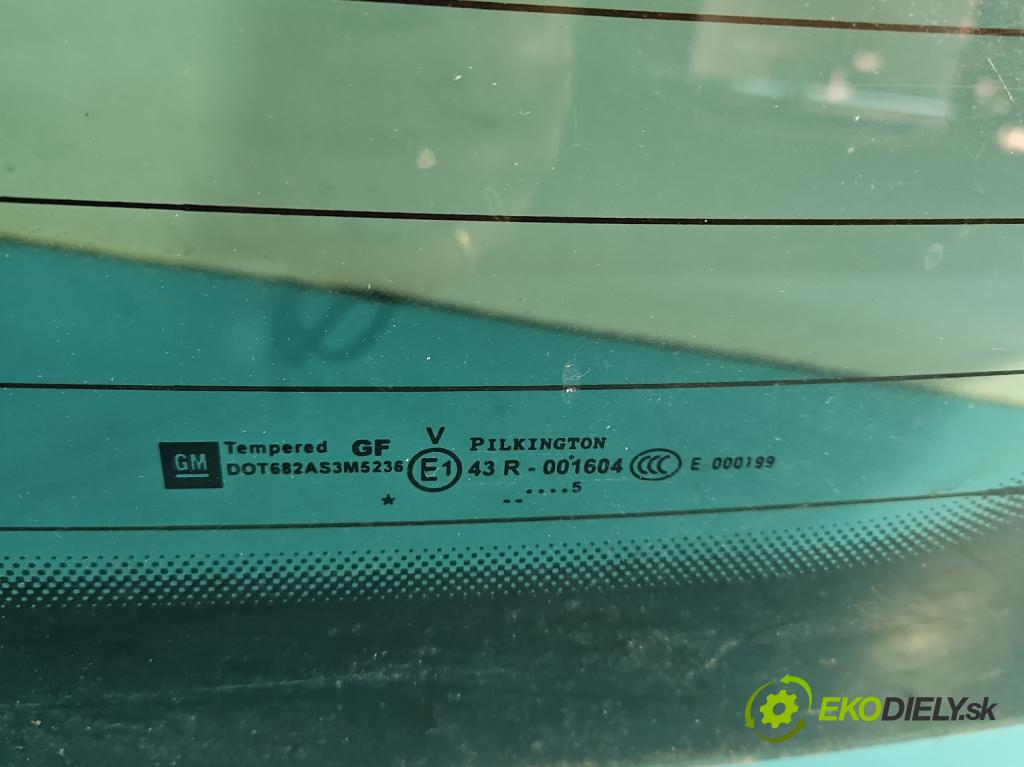 GM Tempered GF V PILKINGTON
DOT682AS3M5236 E1 43 R - 001604 CCC E 000199
★ -- ....5
EKODIELY.sk